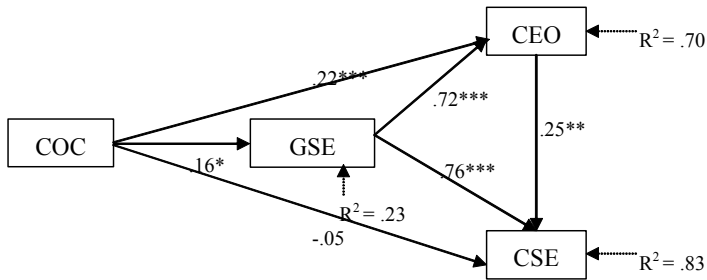 CEO
R² = .70
.22***
.72***
.25**
COC
GSE
.16*
.76***
R² = .23
-.05
CSE
R² = .83